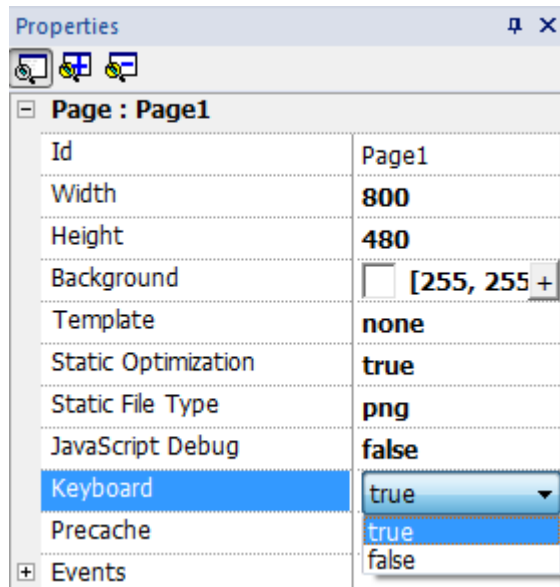 Properties
Page : Page1
Id Page1
Width 800
Height 480
Background [255, 255 +
Template none
Static Optimization true
Static File Type png
JavaScript Debug false
Keyboard true
Precache true
Events false